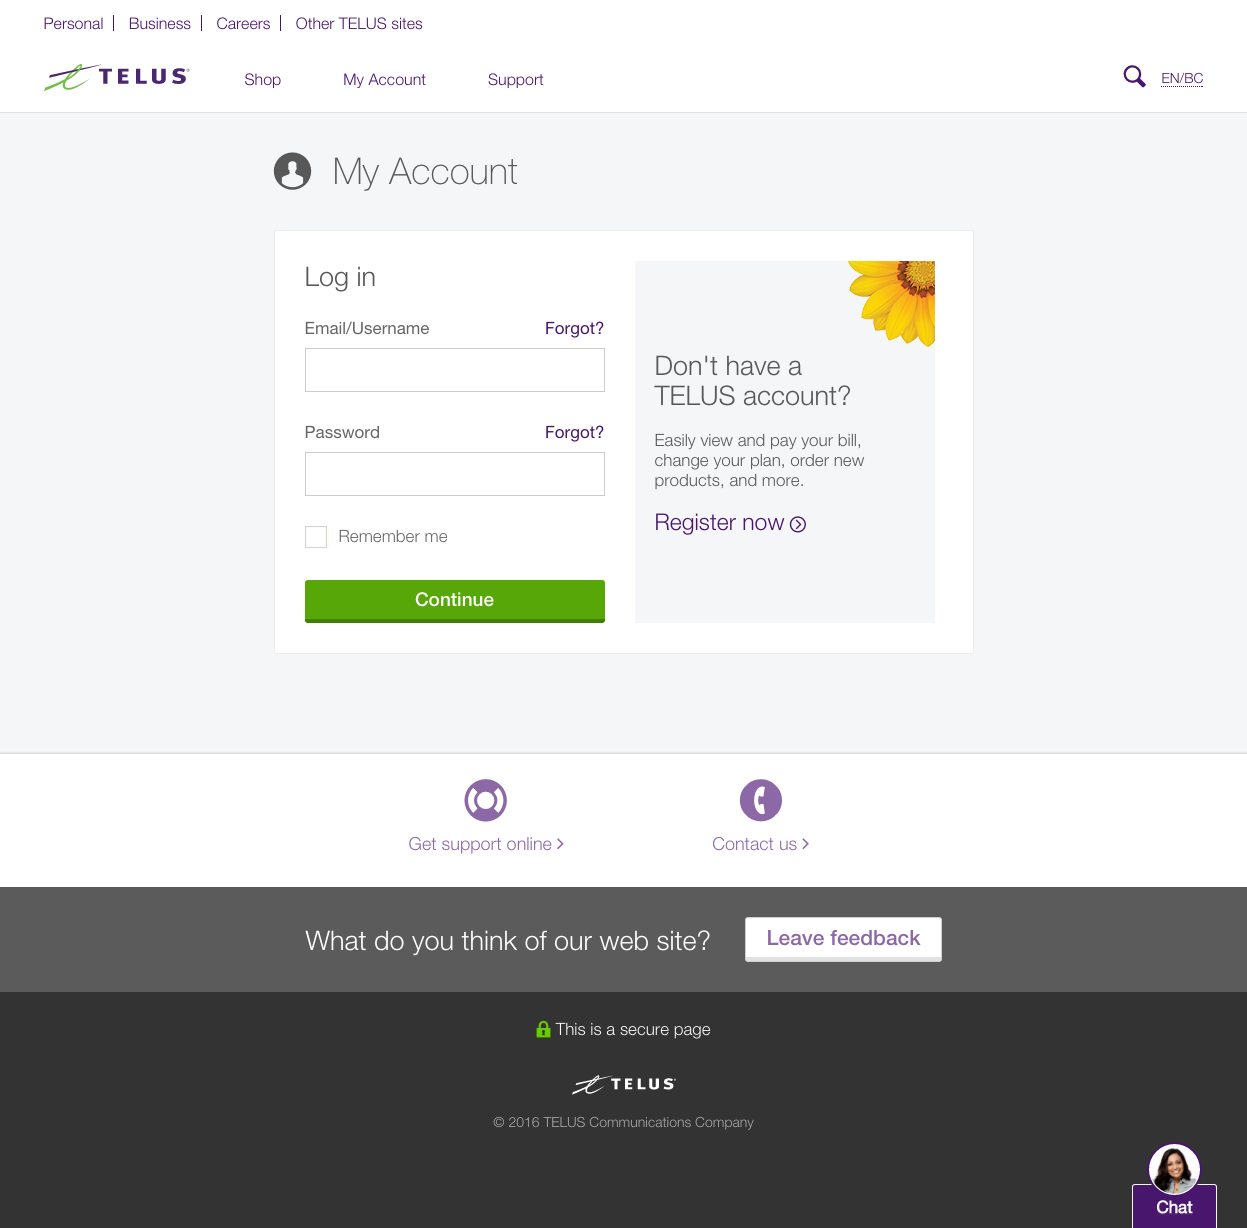 Personal Business Careers Other TELUS sites
TELUS Shop My Account Support EN/BC
My Account
Log in
Email/Username Forgot?
Password Forgot?
Remember me
Continue
Don't have a
TELUS account?
Easily view and pay your bill,
change your plan, order new
products, and more.
Register now
Get support online
Contact us
What do you think of our web site? Leave feedback
This is a secure page
TELUS
© 2016 TELUS Communications Company
Chat